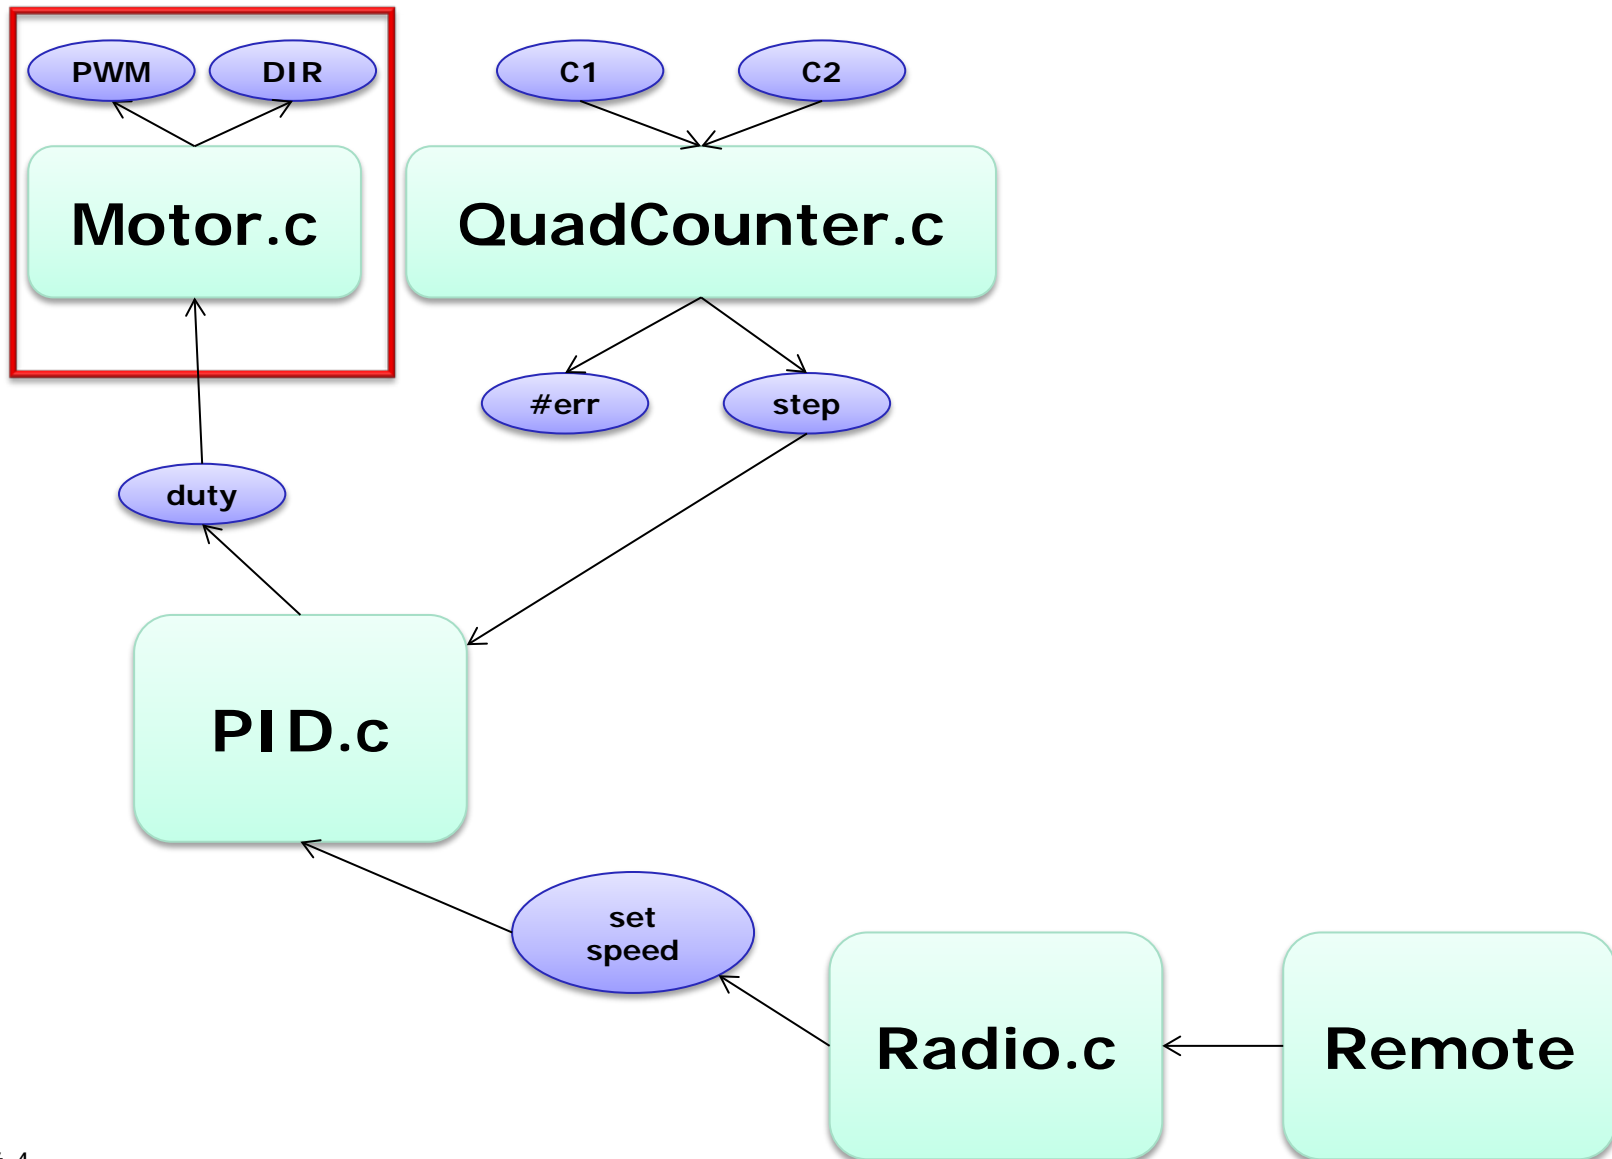 PWM
DIR
C1
C2
Motor.c
QuadCounter.c
#err
step
duty
PID.c
set
speed
Radio.c
Remote